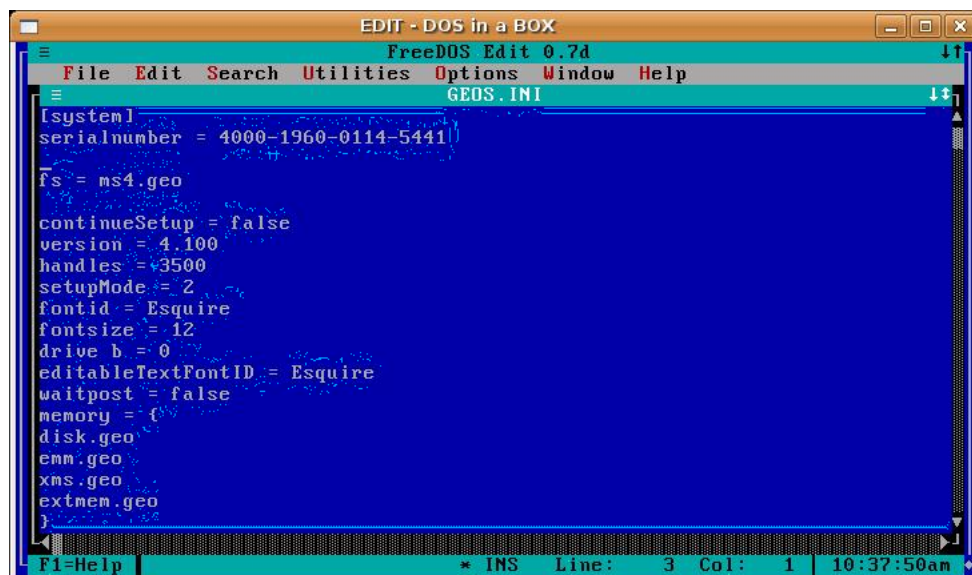 EDIT - DOS in a BOX
FreeDOS Edit 0.7d
File Edit Search Utilities Options Window Help
GEOS.INI
[system]
serialnumber = 4000-1960-0114-5441
fs = ms4.geo
continueSetup = false
version = 4.100
handles = 3500
setupMode = 2
fontid = Esquire
fontsize = 12
drive b = 0
editableTextFontID = Esquire
waitpost = false
memory = {
disk.geo
emm.geo
xms.geo
extmem.geo
}
F1=Help * INS Line: 3 Col: 1 10:37:50am